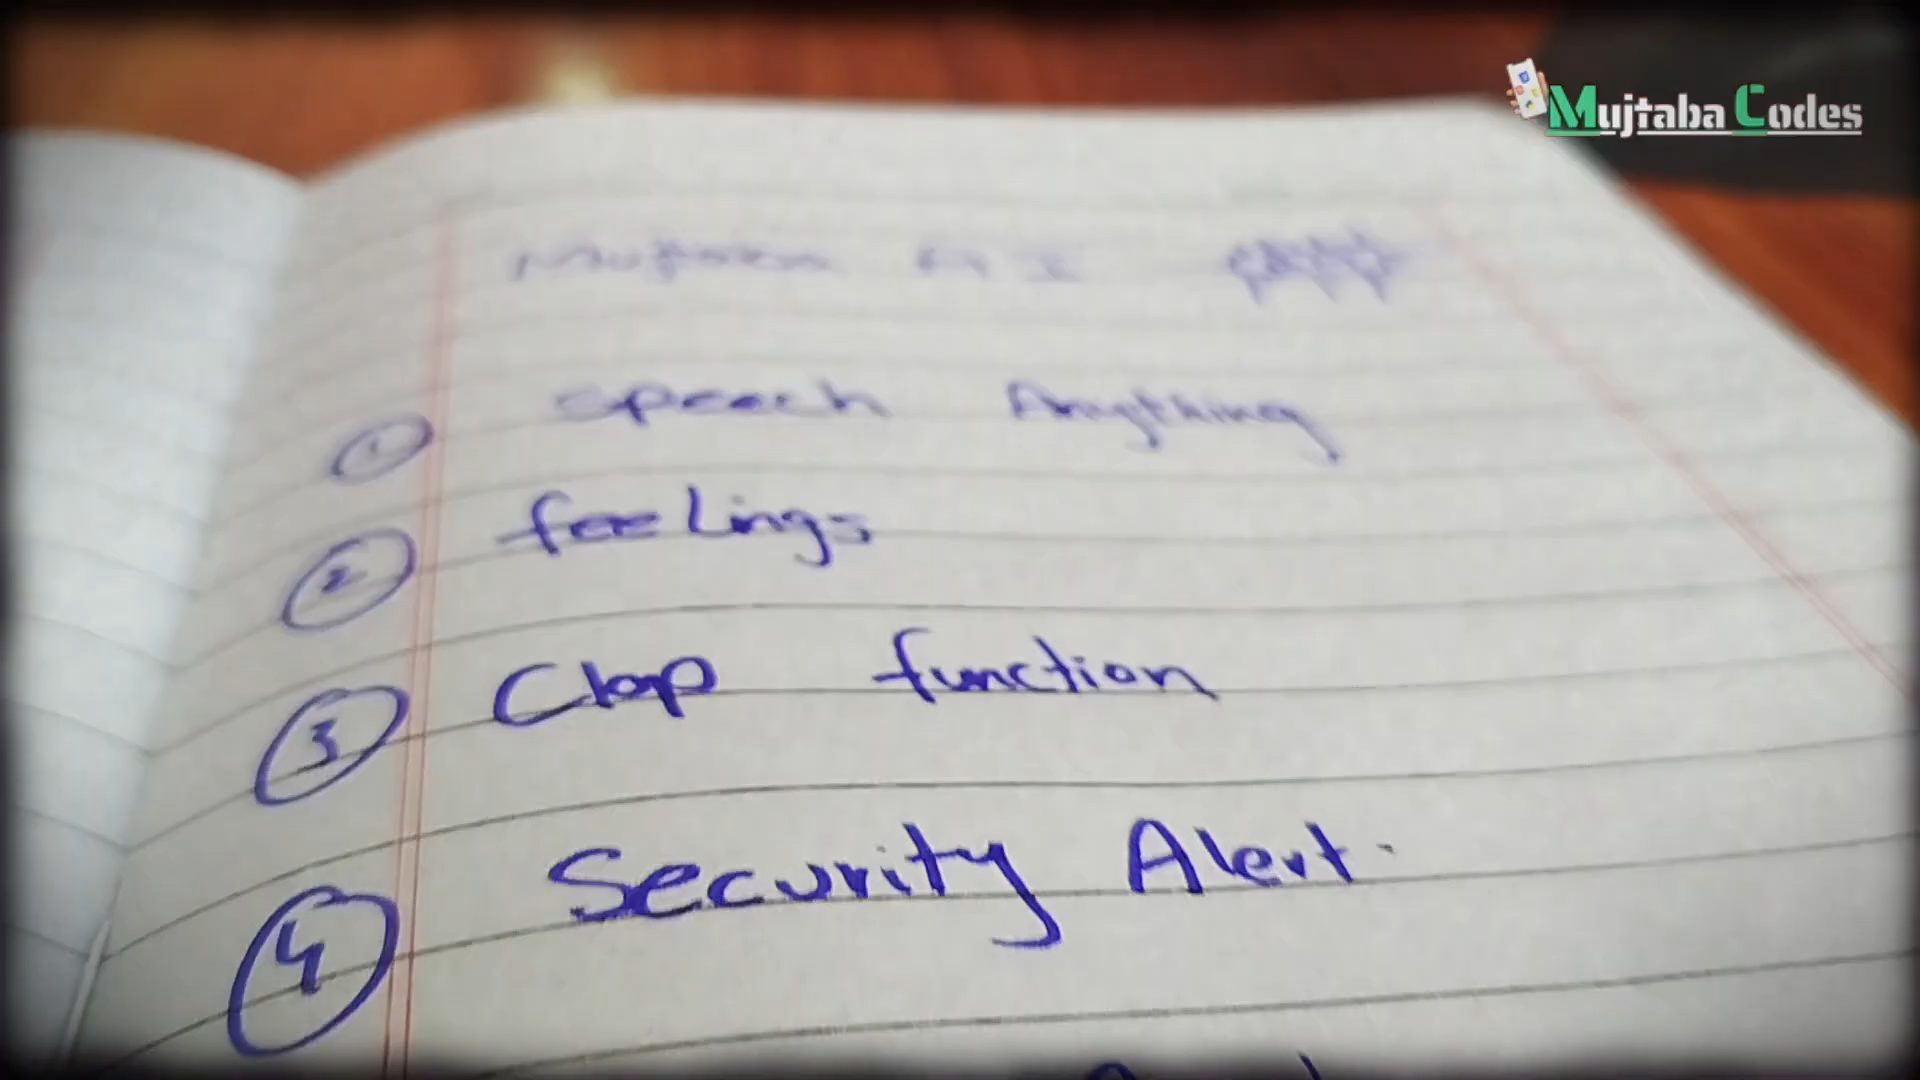 Mujtaba Codes
Mujtaba AI
① Speech Anything
② feelings
③ Clap function
④ Security Alert.